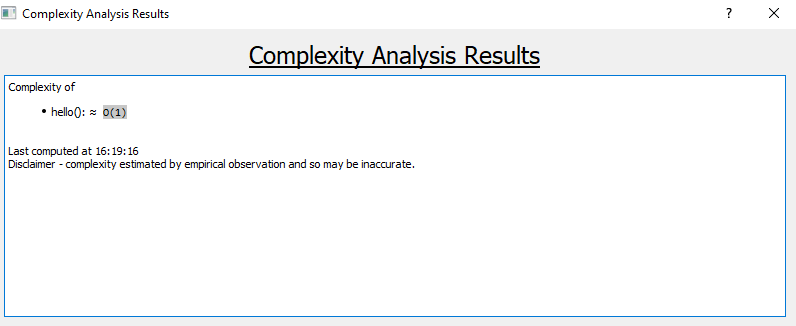 Complexity Analysis Results
?
Complexity Analysis Results
Complexity of
• hello(): ≈ O(1)
Last computed at 16:19:16
Disclaimer - complexity estimated by empirical observation and so may be inaccurate.